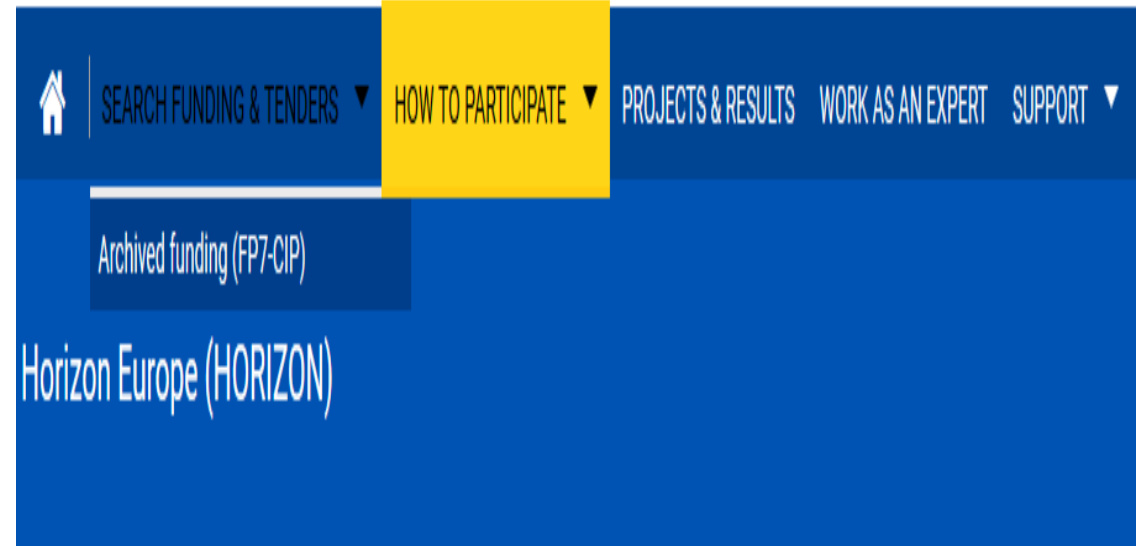 SEARCH FUNDING & TENDERS ▼ HOW TO PARTICIPATE ▼ PROJECTS & RESULTS WORK AS AN EXPERT SUPPORT ▼
Archived funding (FP7-CIP)
Horizon Europe (HORIZON)